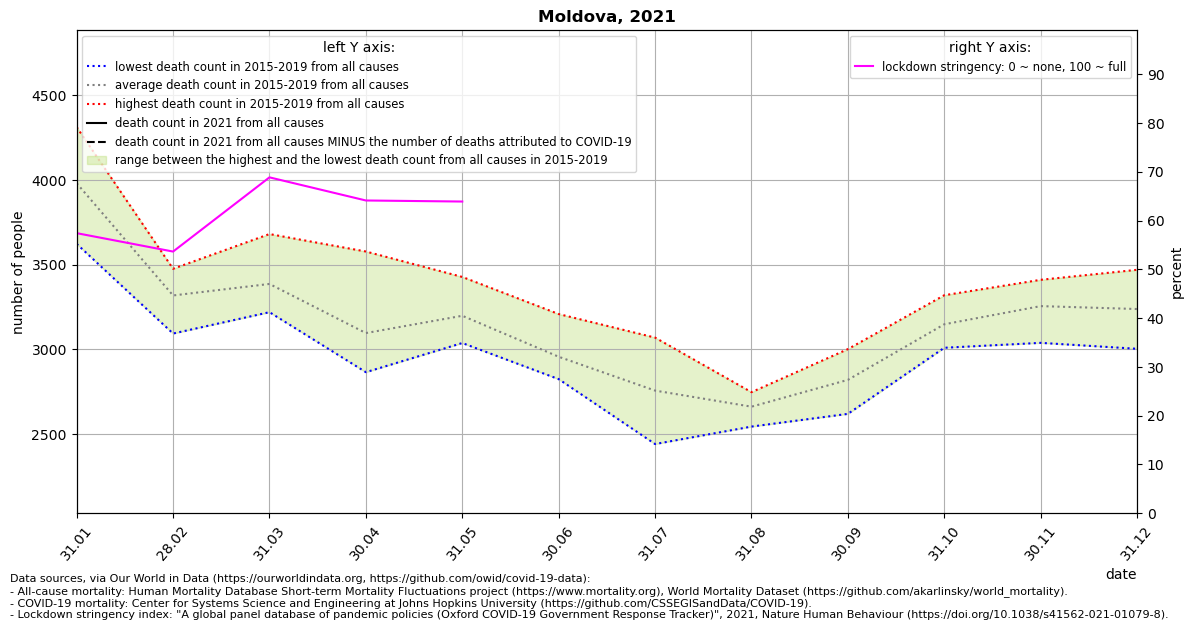 Moldova, 2021
left Y axis:
lowest death count in 2015-2019 from all causes
average death count in 2015-2019 from all causes
highest death count in 2015-2019 from all causes
death count in 2021 from all causes
death count in 2021 from all causes MINUS the number of deaths attributed to COVID-19
range between the highest and the lowest death count from all causes in 2015-2019
right Y axis:
lockdown stringency: 0 ~ none, 100 ~ full
number of people
4500
4000
3500
3000
2500
percent
90
80
70
60
50
40
30
20
10
0
31.01
28.02
31.03
30.04
31.05
30.06
31.07
31.08
30.09
31.10
30.11
31.12
date
Data sources, via Our World in Data (https://ourworldindata.org, https://github.com/owid/covid-19-data):
- All-cause mortality: Human Mortality Database Short-term Mortality Fluctuations project (https://www.mortality.org), World Mortality Dataset (https://github.com/akarlinsky/world_mortality).
- COVID-19 mortality: Center for Systems Science and Engineering at Johns Hopkins University (https://github.com/CSSEGISandData/COVID-19).
- Lockdown stringency index: "A global panel database of pandemic policies (Oxford COVID-19 Government Response Tracker)", 2021, Nature Human Behaviour (https://doi.org/10.1038/s41562-021-01079-8).